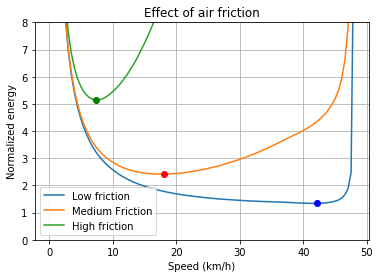 Effect of air friction
Normalized energy
8
7
6
5
4
3
2
1
0
Low friction
Medium Friction
High friction
0 10 20 30 40 50
Speed (km/h)